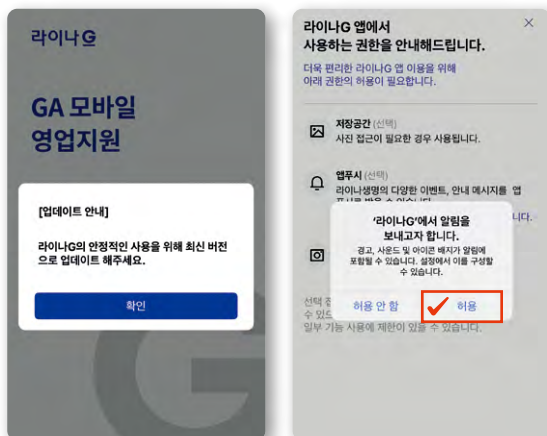 라이나G
GA 모바일
영업지원
[업데이트 안내]
라이나G의 안정적인 사용을 위해 최신 버전
으로 업데이트 해주세요.
확인
라이나G 앱에서
사용하는 권한을 안내해드립니다.
더욱 편리한 라이나G 앱 이용을 위해
아래 권한의 허용이 필요합니다.
저장공간 (선택)
사진 접근이 필요한 경우 사용됩니다.
앱푸시 (선택)
라이나생명의 다양한 이벤트, 안내 메시지를 앱
니다.
'라이나G'에서 알림을
보내고자 합니다.
경고, 사운드 및 아이콘 배지가 알림에
포함될 수 있습니다. 설정에서 이를 구성할
수 있습니다.
허용 안 함
허용
선택
수 있으
일부 기능 사용에 제한이 있을 수 있습니다.